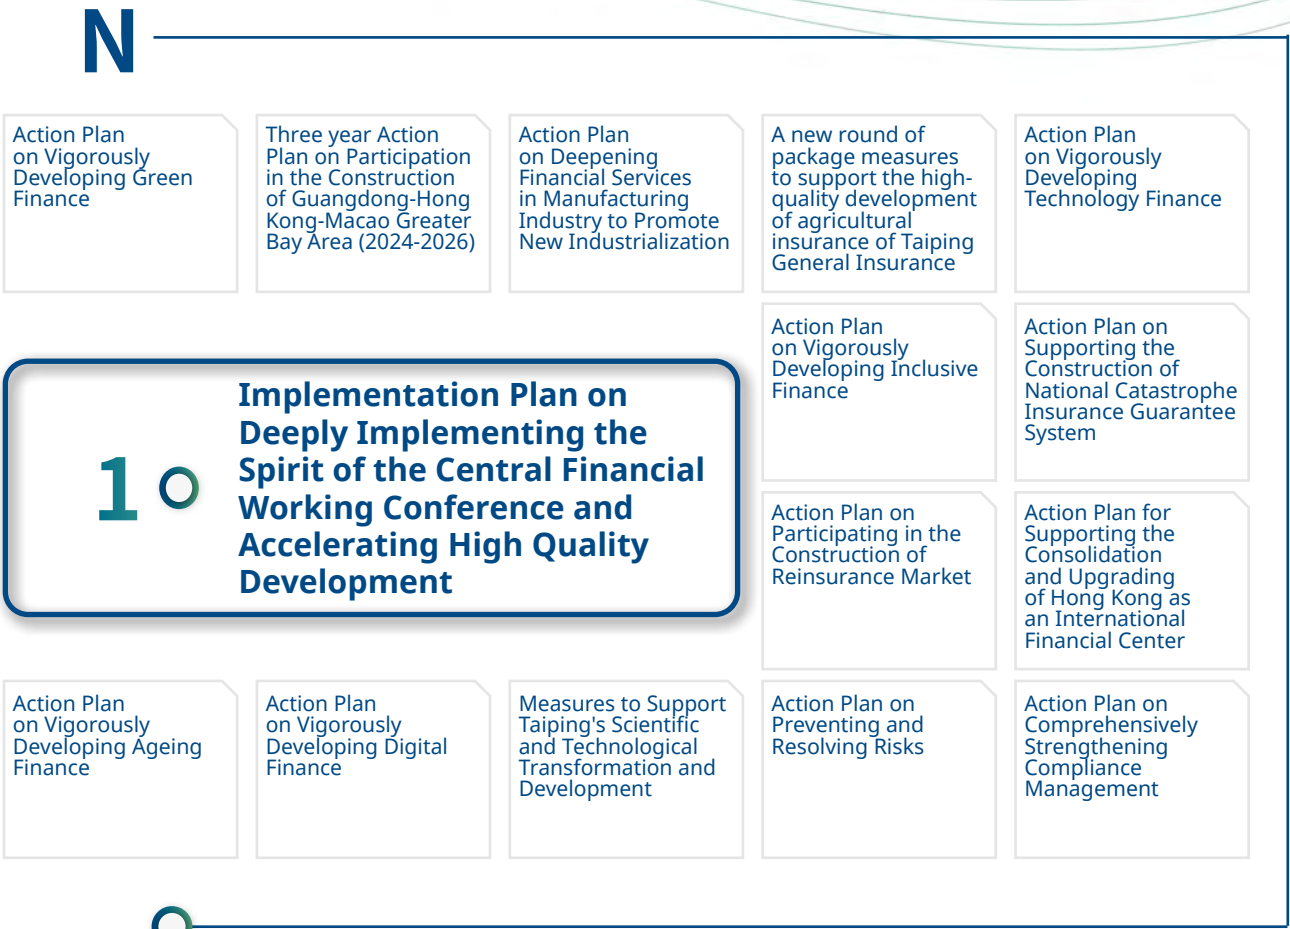 N
Action Plan
on Vigorously
Developing Green
Finance
Three year Action
Plan on Participation
in the Construction
of Guangdong-Hong
Kong-Macao Greater
Bay Area (2024-2026)
Action Plan
on Deepening
Financial Services
in Manufacturing
Industry to Promote
New Industrialization
A new round of
package measures
to support the high-
quality development
of agricultural
insurance of Taiping
General Insurance
Action Plan
on Vigorously
Developing
Technology Finance
Action Plan
on Vigorously
Developing Inclusive
Finance
Action Plan on
Supporting the
Construction of
National Catastrophe
Insurance Guarantee
System
1
Implementation Plan on
Deeply Implementing the
Spirit of the Central Financial
Working Conference and
Accelerating High Quality
Development
Action Plan on
Participating in the
Construction of
Reinsurance Market
Action Plan for
Supporting the
Consolidation
and Upgrading
of Hong Kong as
an International
Financial Center
Action Plan
on Vigorously
Developing Ageing
Finance
Action Plan
on Vigorously
Developing Digital
Finance
Measures to Support
Taiping's Scientific
and Technological
Transformation and
Development
Action Plan on
Preventing and
Resolving Risks
Action Plan on
Comprehensively
Strengthening
Compliance
Management